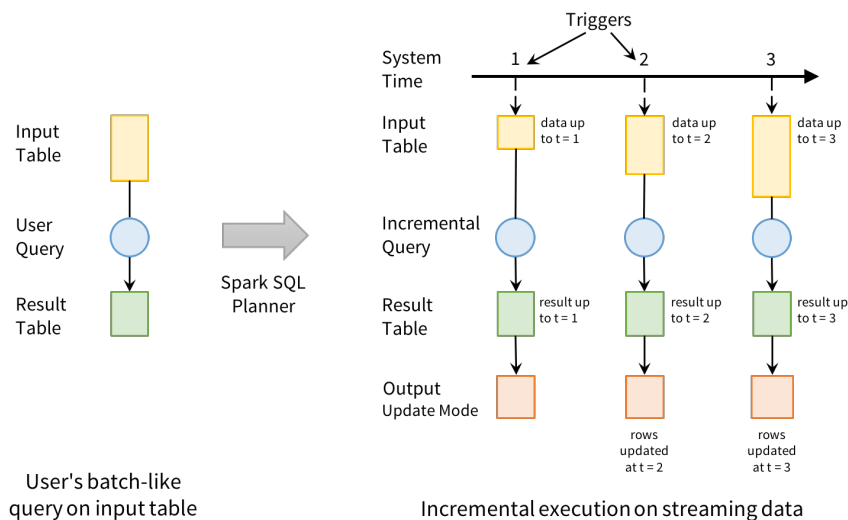 Triggers
System
Time
1
2
3
Input
Table
data up
to t = 1
data up
to t = 2
data up
to t = 3
Input
Table
User
Query
Result
Table
Spark SQL
Planner
Incremental
Query
Result
Table
result up
to t = 1
result up
to t = 2
result up
to t = 3
Output
Update Mode
rows
updated
at t = 2
rows
updated
at t = 3
User's batch-like
query on input table
Incremental execution on streaming data